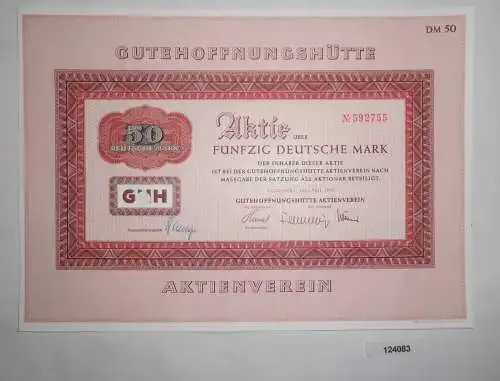 DM 50
GUTEHOFFNUNGSHÜTTE
50
DEUTSCHE MARK
Aktie ÜBER
Nº 592755
FÜNFZIG DEUTSCHE MARK
DER INHABER DIESER AKTIE
IST BEI DER GUTEHOFFNUNGSHÜTTE AKTIENVEREIN NACH
MASSGABE DER SATZUNG ALS AKTIONÄR BETEILIGT.
GHH
GUTEHOFFNUNGSHÜTTE AKTIENVEREIN
AKTIENVEREIN
124083